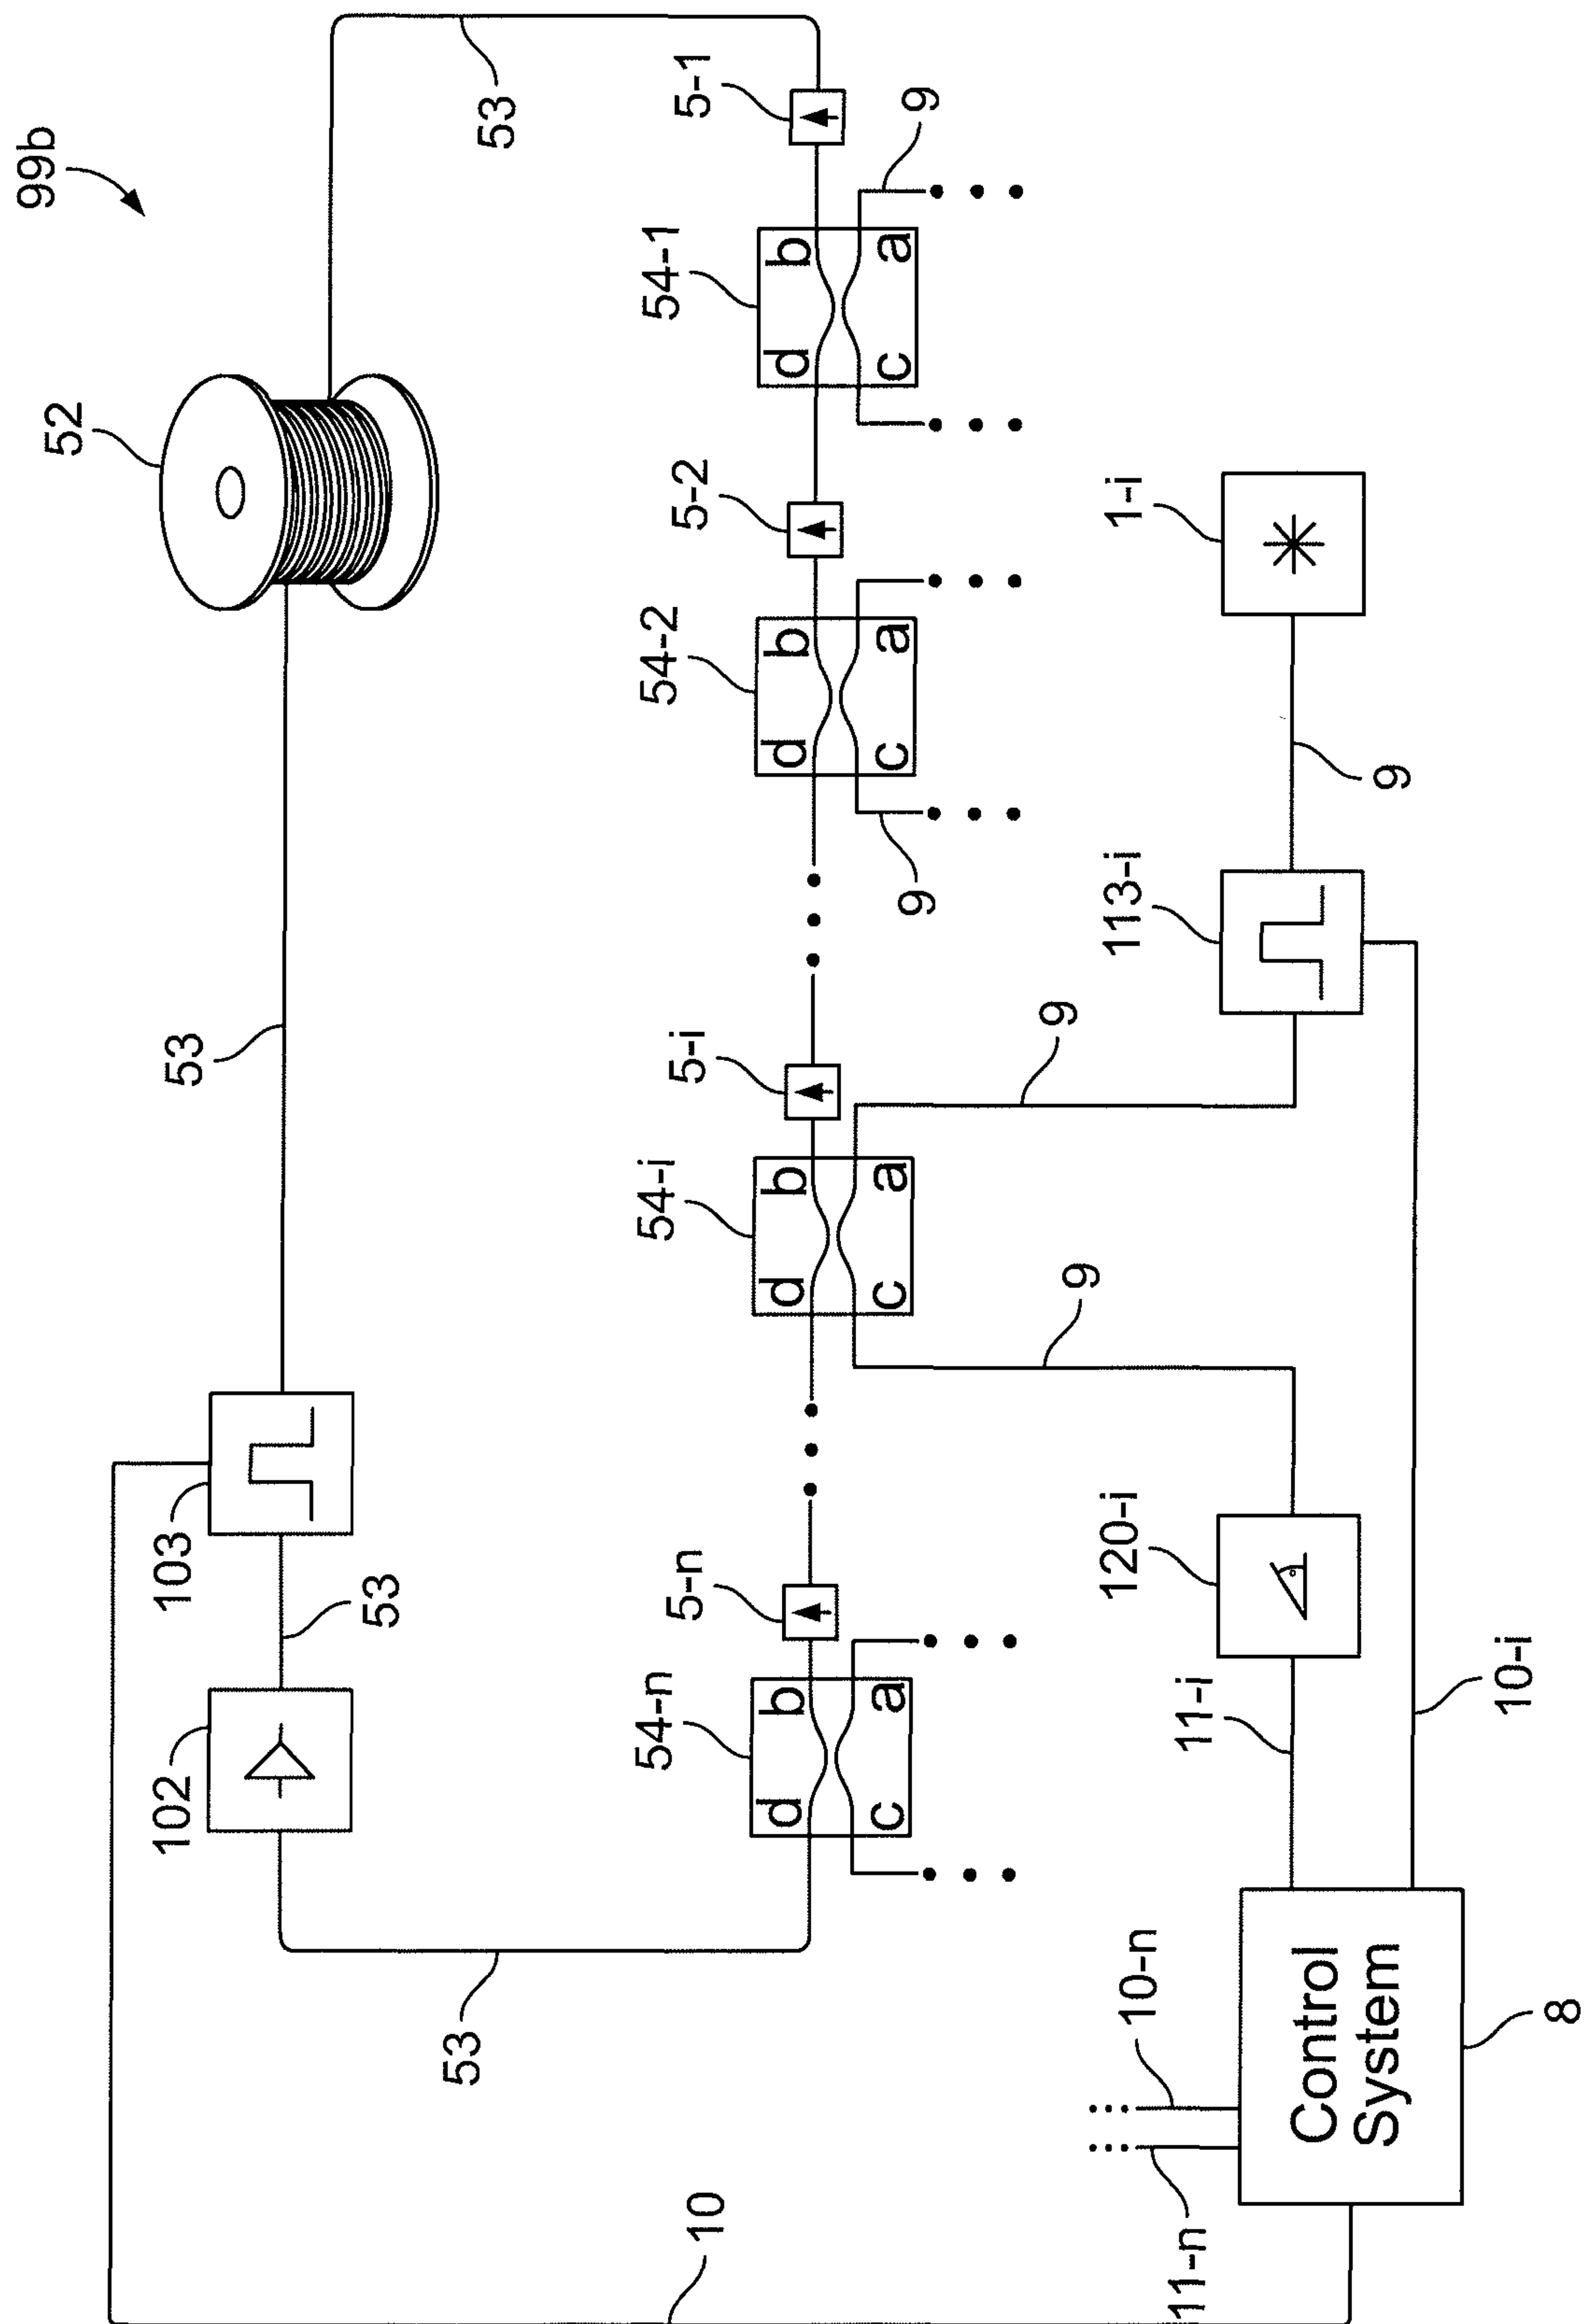 99b
52
53
53
103
53
102
53
10
5-1
54-1
b
d
a
c
9
5-2
54-2
b
d
a
c
9
5-i
54-i
b
d
a
c
9
9
5-n
54-n
b
d
a
c
1-i
9
113-i
120-i
11-i
10-i
10-n
11-n
Control
System
8